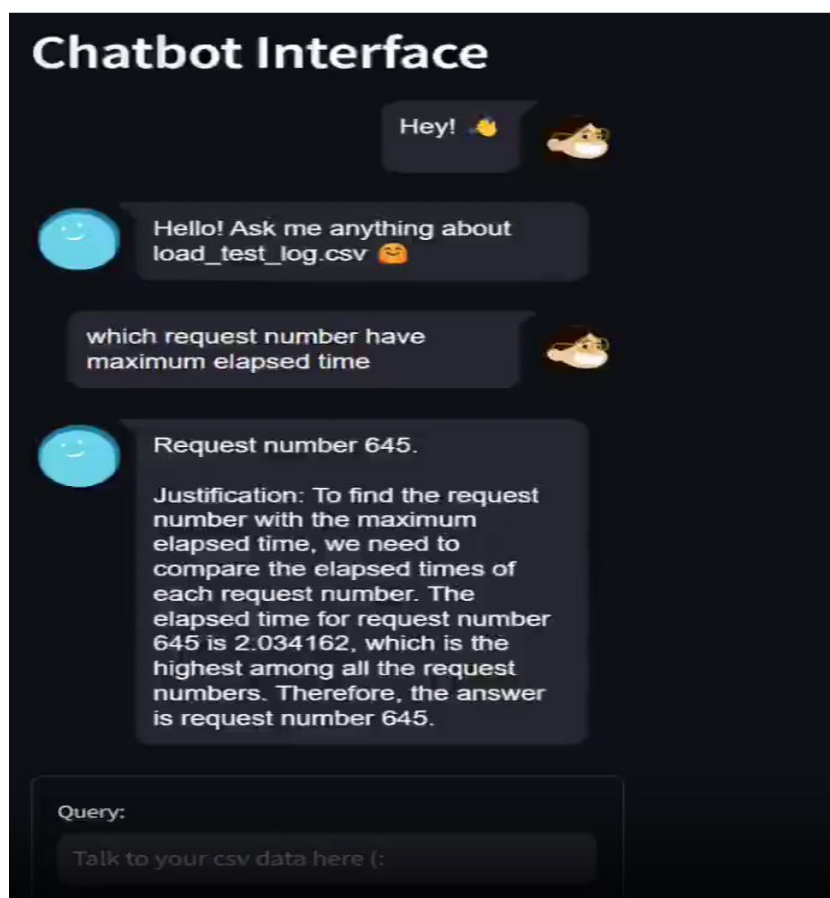 Chatbot Interface
Hey! 👋
Hello! Ask me anything about
load_test_log.csv 🤗
which request number have
maximum elapsed time
Request number 645.
Justification: To find the request
number with the maximum
elapsed time, we need to
compare the elapsed times of
each request number. The
elapsed time for request number
645 is 2.034162, which is the
highest among all the request
numbers. Therefore, the answer
is request number 645.
Query:
Talk to your csv data here (: